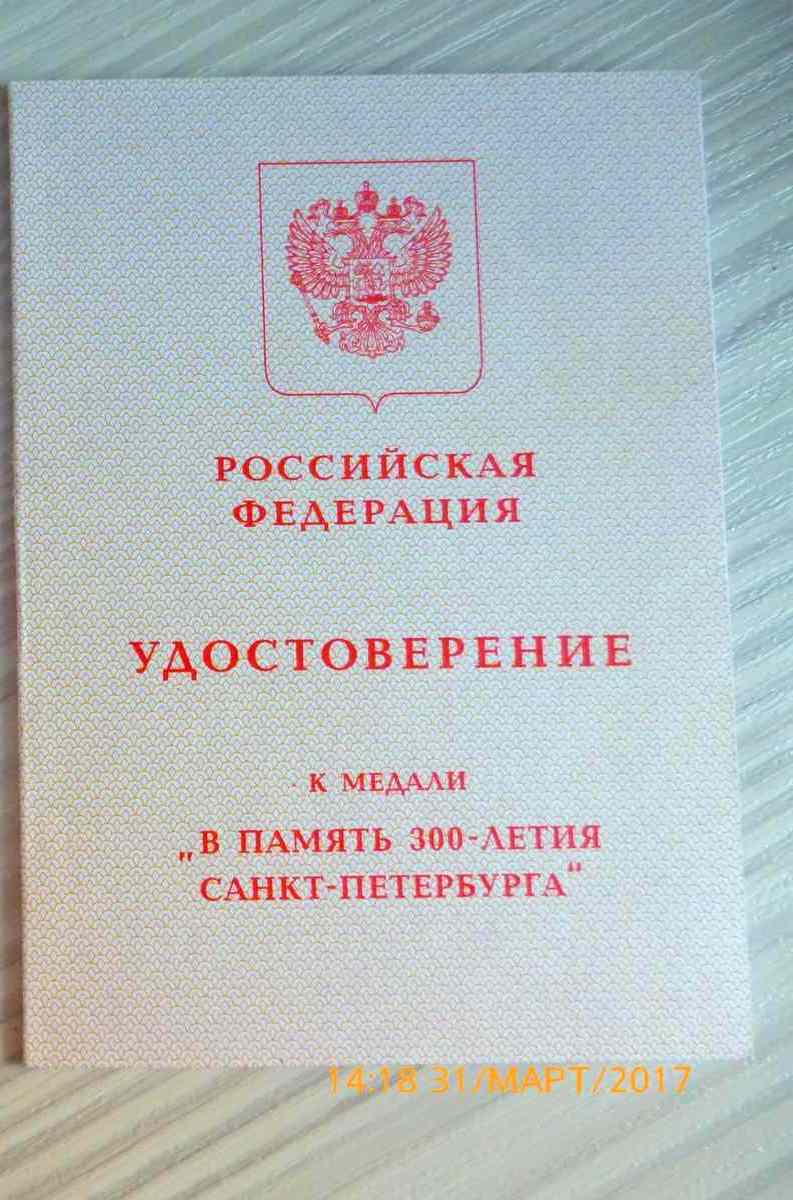 РОССИЙСКАЯ
ФЕДЕРАЦИЯ
УДОСТОВЕРЕНИЕ
К МЕДАЛИ
„В ПАМЯТЬ 300-ЛЕТИЯ
САНКТ-ПЕТЕРБУРГА"
14:18 31/МАРТ/2017